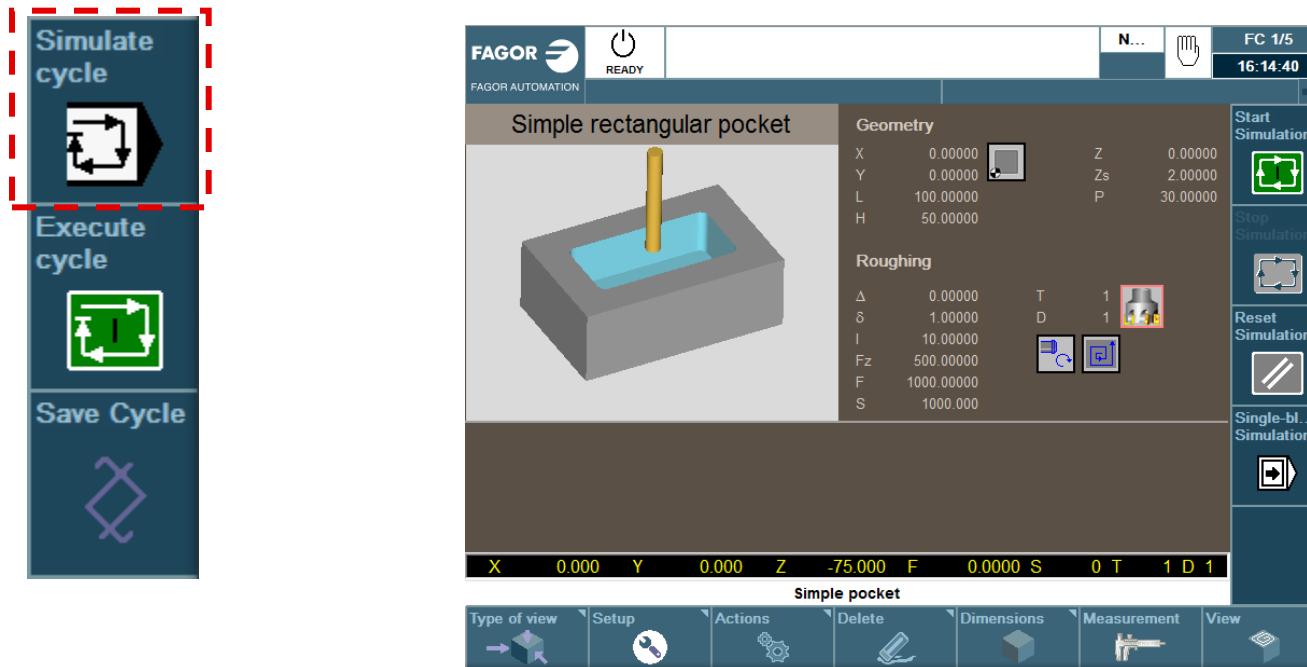 Simulate
cycle
Execute
cycle
Save Cycle
FAGOR
READY
N...
FC 1/5
16:14:40
FAGOR AUTOMATION
Simple rectangular pocket
Geometry
X 0.00000 Z 0.00000
Y 0.00000 Zs 2.00000
L 100.00000 P 30.00000
H 50.00000
Roughing
Δ 0.00000 T 1
δ 1.00000 D 1
I 10.00000
Fz 500.00000
F 1000.00000
S 1000.000
Start
Simulation
Stop
Simulation
Reset
Simulation
Single-bl..
Simulation
X 0.000 Y 0.000 Z -75.000 F 0.0000 S 0 T 1 D 1
Simple pocket
Type of view Setup Actions Delete Dimensions Measurement View